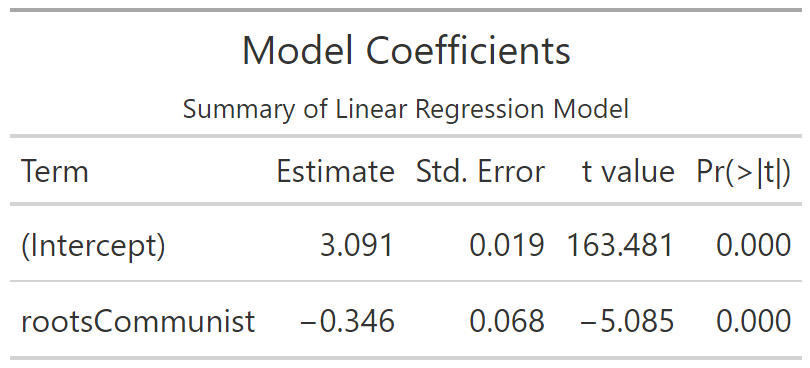 Model Coefficients
Summary of Linear Regression Model
Term Estimate Std. Error t value Pr(>|t|)
(Intercept) 3.091 0.019 163.481 0.000
rootsCommunist −0.346 0.068 −5.085 0.000